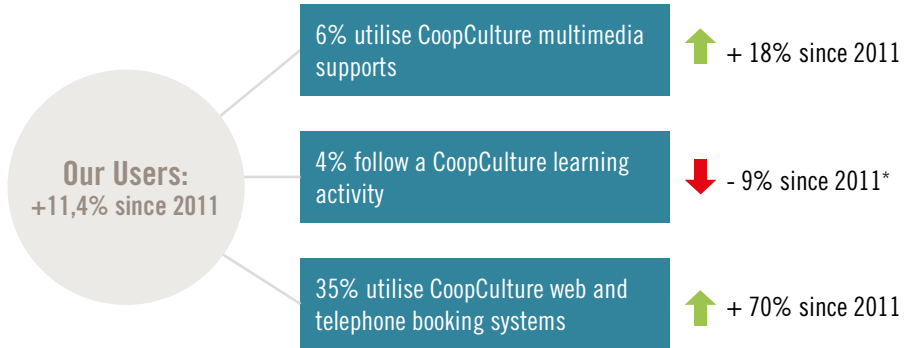 6% utilise CoopCulture multimedia
supports
+ 18% since 2011
Our Users:
+11,4% since 2011
4% follow a CoopCulture learning
activity
- 9% since 2011*
35% utilise CoopCulture web and
telephone booking systems
+ 70% since 2011